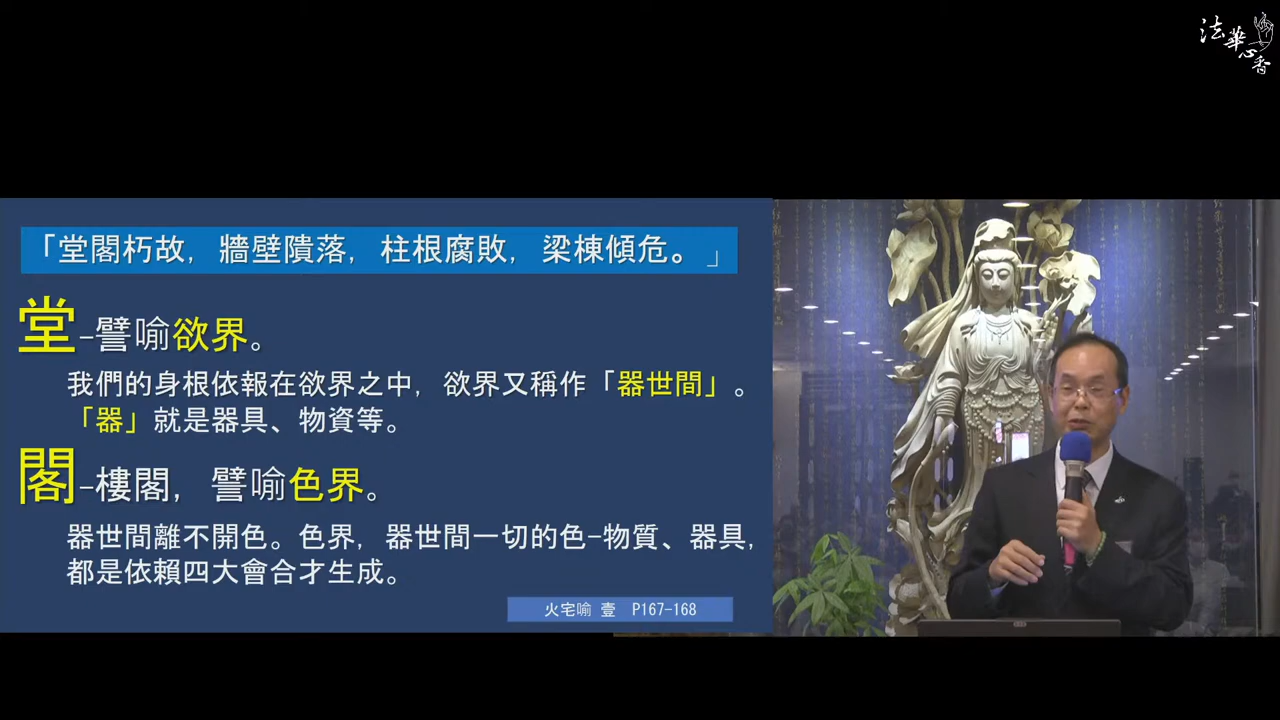 法華心香
「堂閣朽故，牆壁隤落，柱根腐敗，梁棟傾危。」
堂-譬喻欲界。
我們的身根依報在欲界之中，欲界又稱作「器世間」。
「器」就是器具、物資等。
閣-樓閣，譬喻色界。
器世間離不開色。色界，器世間一切的色-物質、器具，
都是依賴四大會合才生成。
火宅喻 壹 P167-168